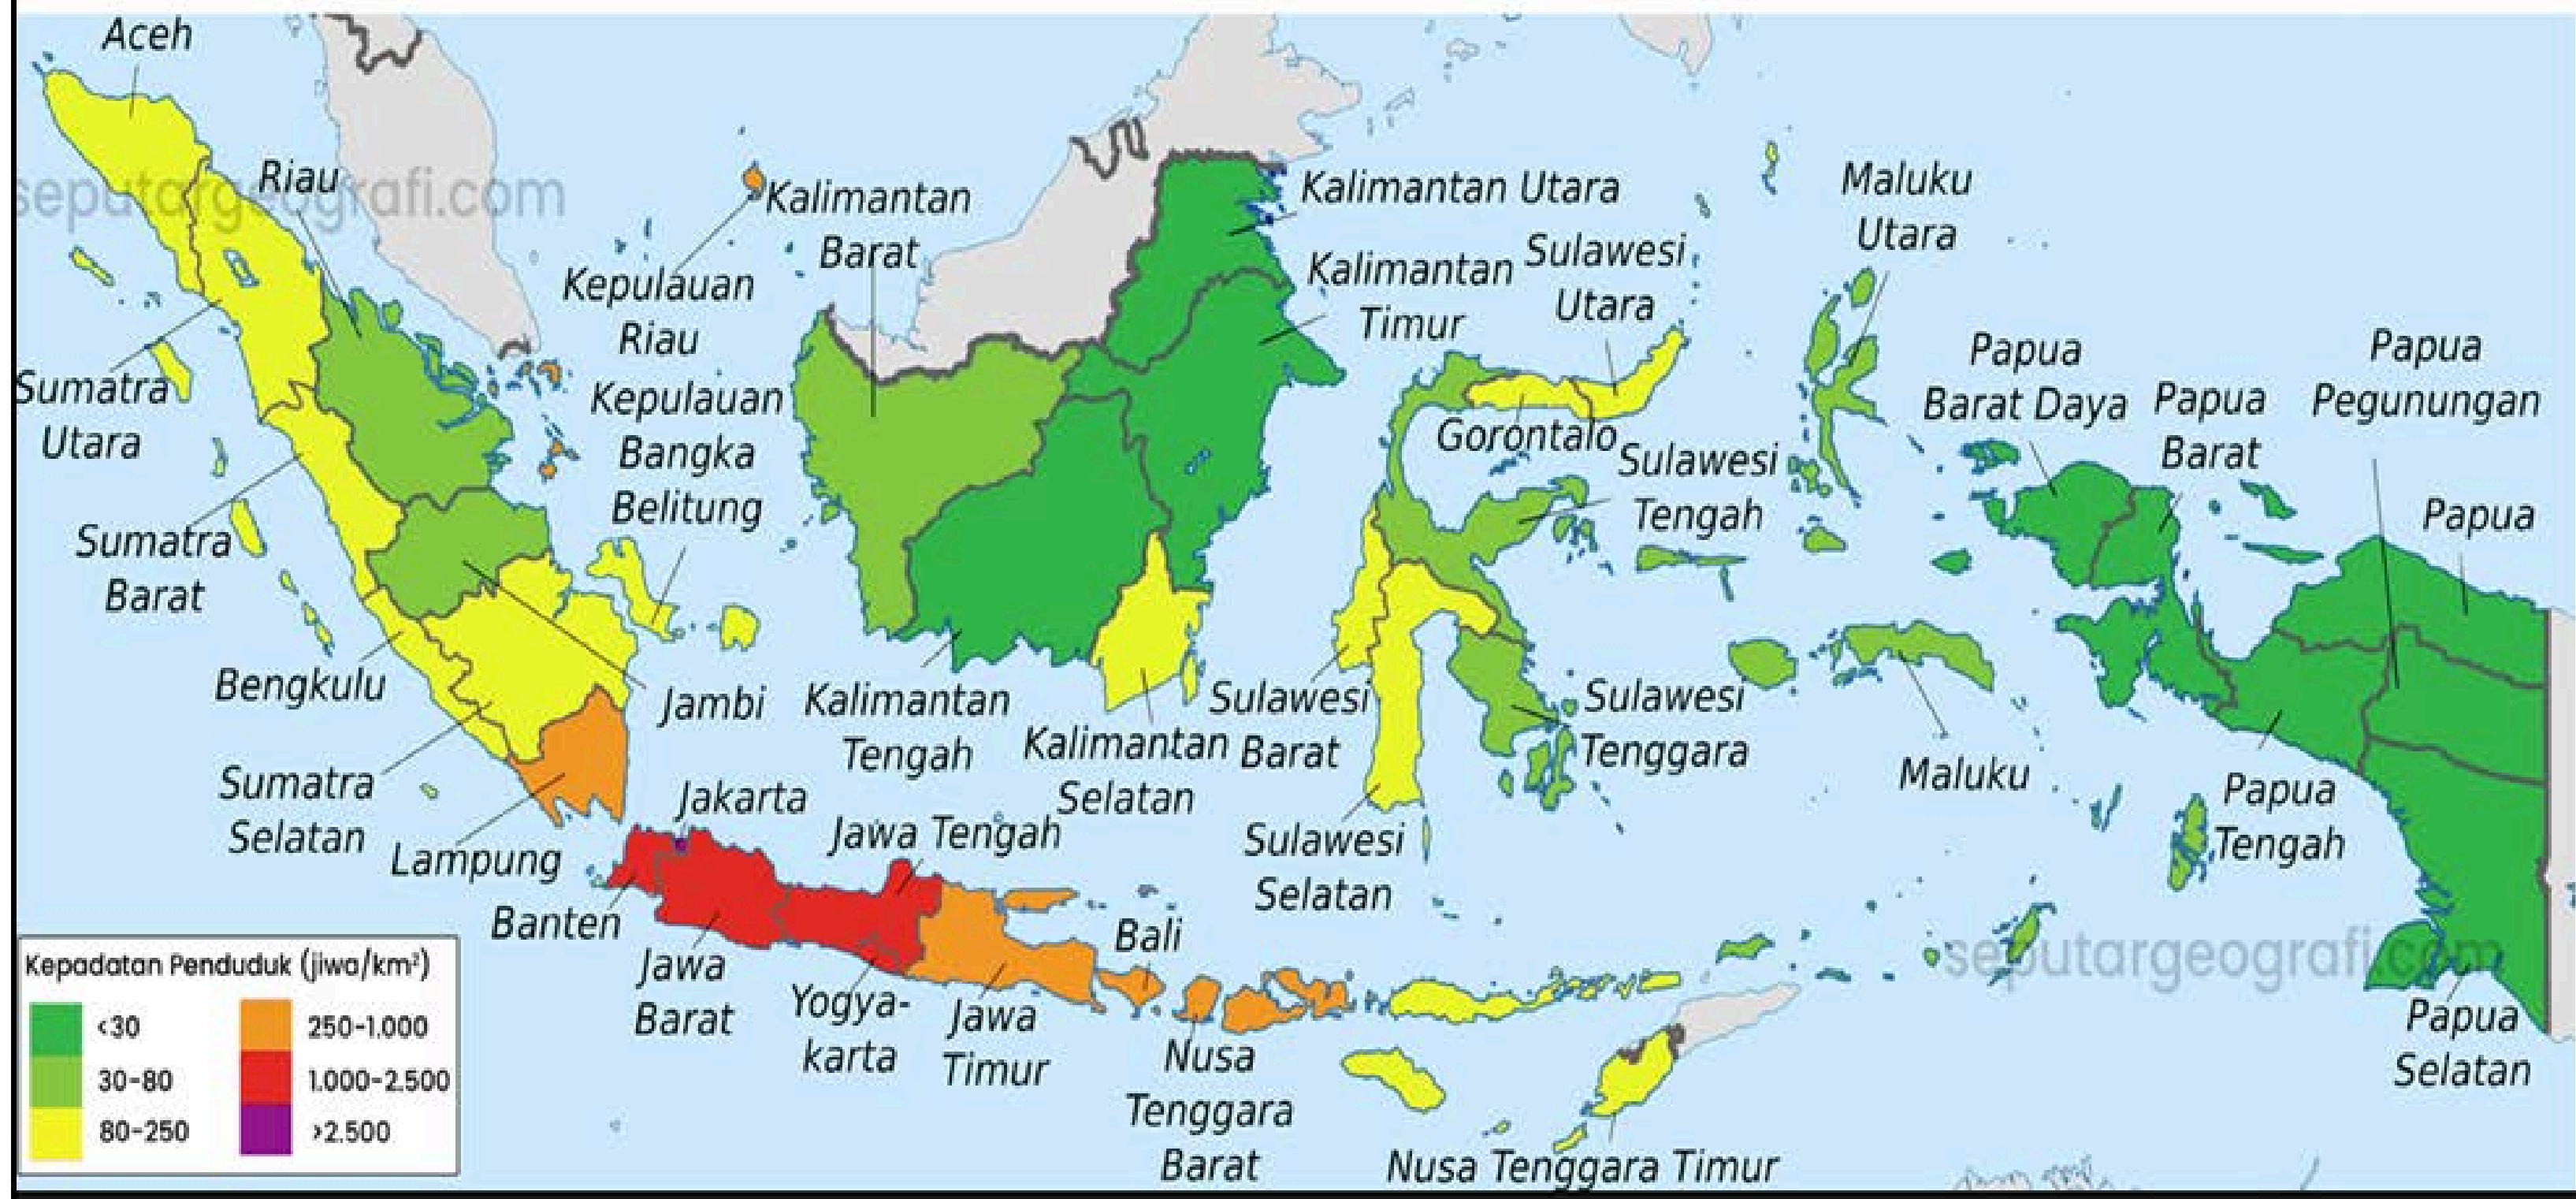 Aceh
seputargeografi.com
Riau
Kalimantan
Barat
Kepulauan
Riau
Kalimantan Utara
Kalimantan
Timur
Sulawesi
Utara
Maluku
Utara
Sumatra
Utara
Kepulauan
Bangka
Belitung
Gorontalo
Sulawesi
Tengah
Papua
Barat Daya
Papua
Barat
Papua
Pegunungan
Papua
Sumatra
Barat
Bengkulu
Jambi
Kalimantan
Tengah
Kalimantan
Selatan
Sulawesi
Barat
Sulawesi
Tenggara
Maluku
Sumatra
Selatan
Lampung
Jakarta
Jawa Tengah
Sulawesi
Selatan
Papua
Tengah
Banten
Jawa
Barat
Yogya-
karta
Jawa
Timur
Bali
Nusa
Tenggara
Barat
Nusa Tenggara Timur
seputargeografi.com
Papua
Selatan
Kepadatan Penduduk (jiwa/km²)
<30
30-80
80-250
250-1.000
1.000-2.500
>2.500